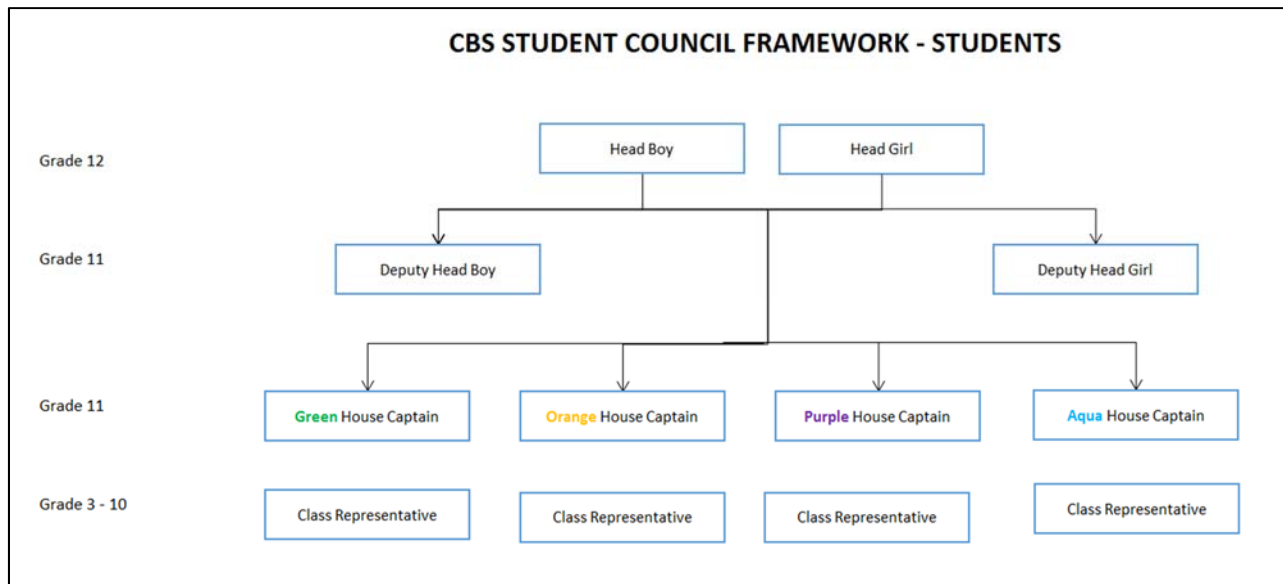 CBS STUDENT COUNCIL FRAMEWORK - STUDENTS
Grade 12
Head Boy
Head Girl
Grade 11
Deputy Head Boy
Deputy Head Girl
Grade 11
Green House Captain
Orange House Captain
Purple House Captain
Aqua House Captain
Grade 3 - 10
Class Representative
Class Representative
Class Representative
Class Representative